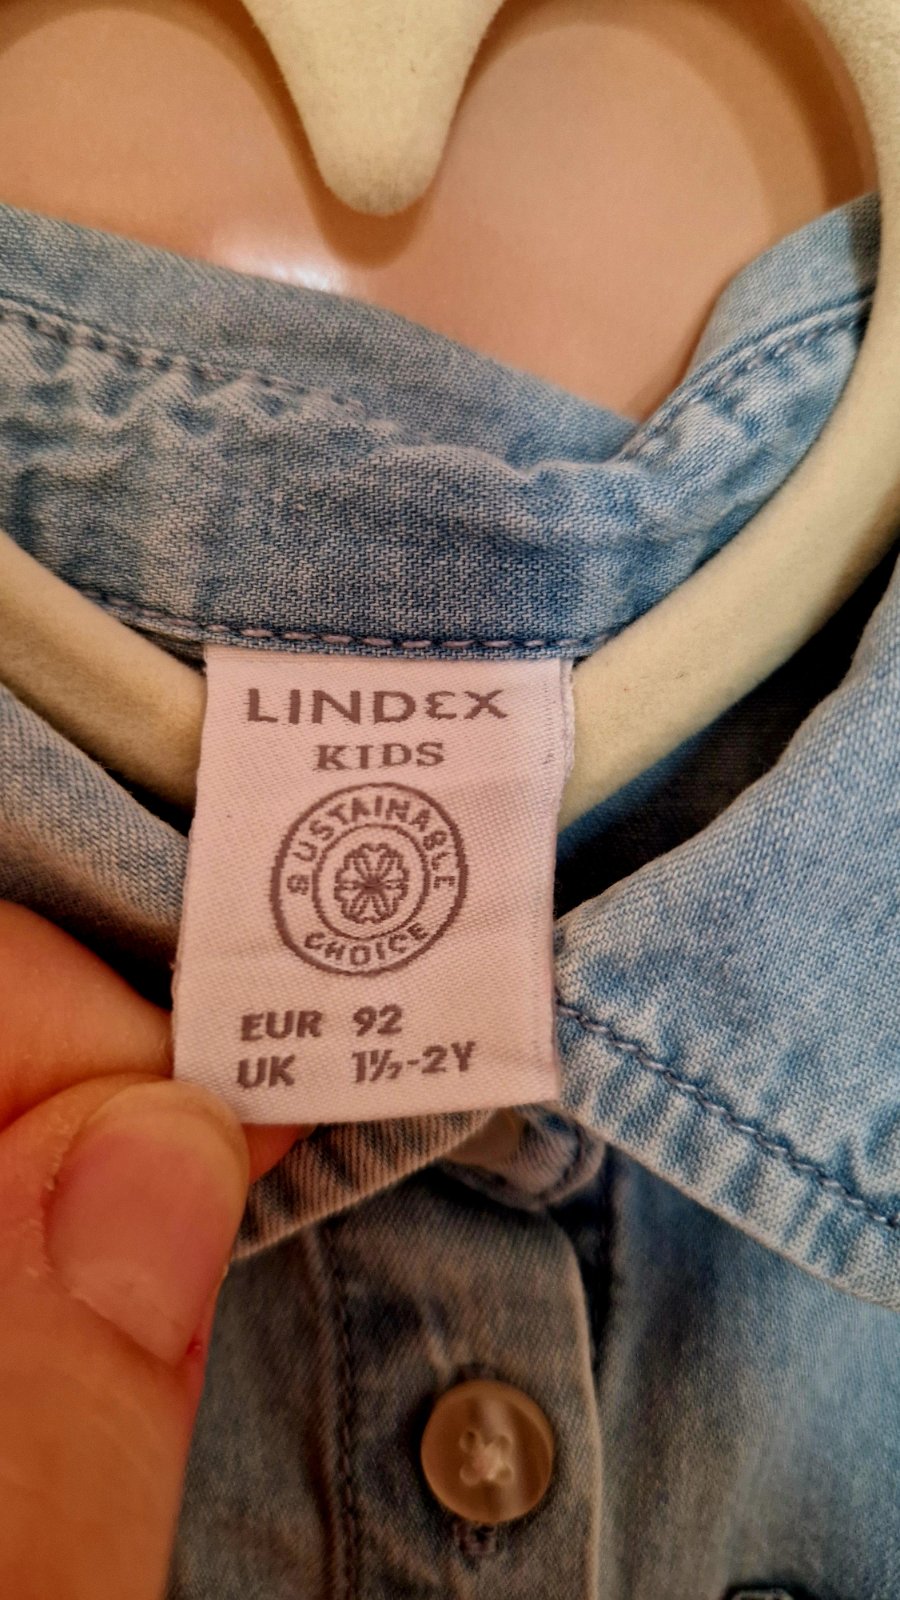 LINDEX
KIDS
SUSTAINABLE
CHOICE
EUR 92
UK 1½-2Y